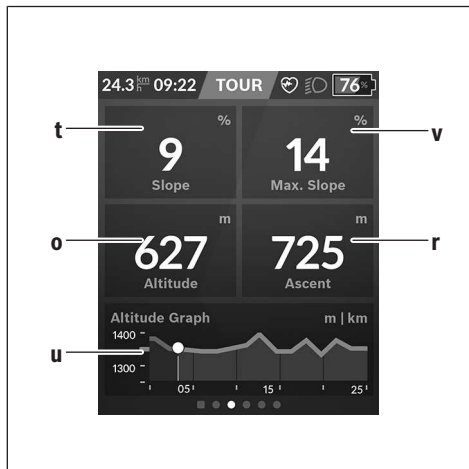 24.3 km/h 09:22 TOUR 76%
t % % v
9 14
Slope Max. Slope
o m m r
627 725
Altitude Ascent
Altitude Graph m | km
1400
u
1300
05 15 25